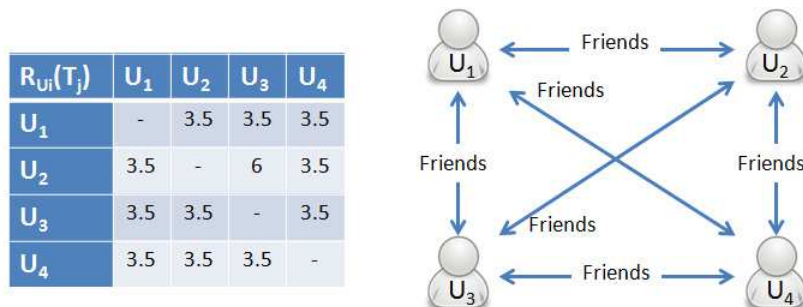 R_Ui(T_j) U_1 U_2 U_3 U_4
U_1 - 3.5 3.5 3.5
U_2 3.5 - 6 3.5
U_3 3.5 3.5 - 3.5
U_4 3.5 3.5 3.5 -
Friends
U_1 U_2
Friends
Friends Friends
Friends
Friends
U_3 U_4